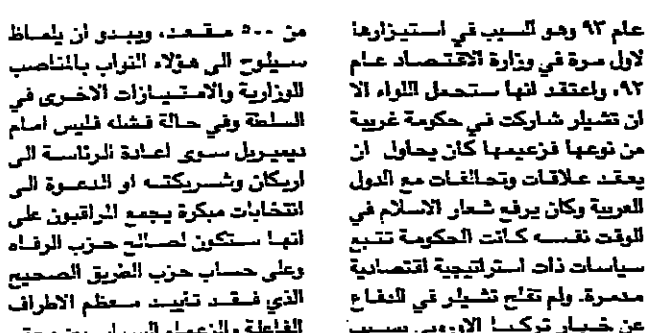 عام ٩٣ وهو السبب في استيزارها
لاول مرة في وزارة الاقتصاد عام
٩٢، واعتقد انها ستحمل اللواء الا
ان تشيلر شاركت في حكومة غريبة
من نوعها فزعيمها كان يحاول ان
يعقد علاقات وتحالفات مع الدول
العربية وكان يرفع شعار الاسلام في
الوقت نفسه كانت الحكومة تتبع
سياسات ذات استراتيجية اقتصادية
مدمرة. ولم تفلح تشيلر في الدفاع
عن خيار تركيا الاوروبي بسبب
من ٥٠٠ مقعد، ويبدو ان يلماظ
سيلوح الى هؤلاء النواب بالمناصب
الوزارية والامتيازات الاخرى في
السلطة وفي حالة فشله فليس امام
ديميريل سوى اعادة الرئاسة الى
اربكان وشريكته او الدعوة الى
انتخابات مبكرة يجمع المراقبون على
انها ستكون لصالح حزب الرفاه
وعلى حساب حزب الطريق الصحيح
الذي فقد تأييد معظم الاطراف
الفاعلة والزعماء